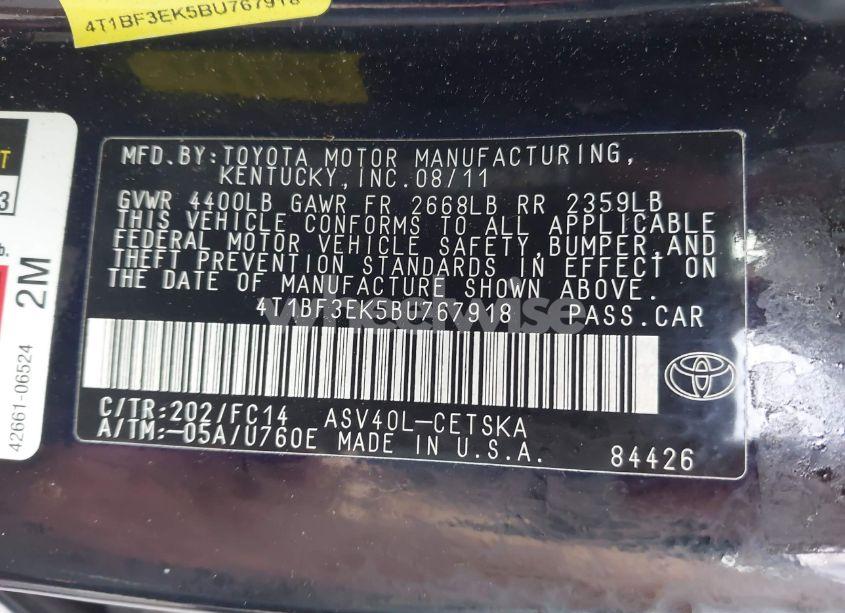 4T1BF3EK5BU767918
T
3
b.
2M
42661-06524
MFD.BY:TOYOTA MOTOR MANUFACTURING,
KENTUCKY,INC.08/11
GVWR 4400LB GAWR FR 2668LB RR 2359LB
THIS VEHICLE CONFORMS TO ALL APPLICABLE
FEDERAL MOTOR VEHICLE SAFETY,BUMPER,AND
THEFT PREVENTION STANDARDS IN EFFECT ON
THE DATE OF MANUFACTURE SHOWN ABOVE.
4T1BF3EK5BU767918 PASS.CAR
wheelwise
C/TR:202/FC14 ASV40L-CETSKA
A/TM:-05A/U760E MADE IN U.S.A. 84426